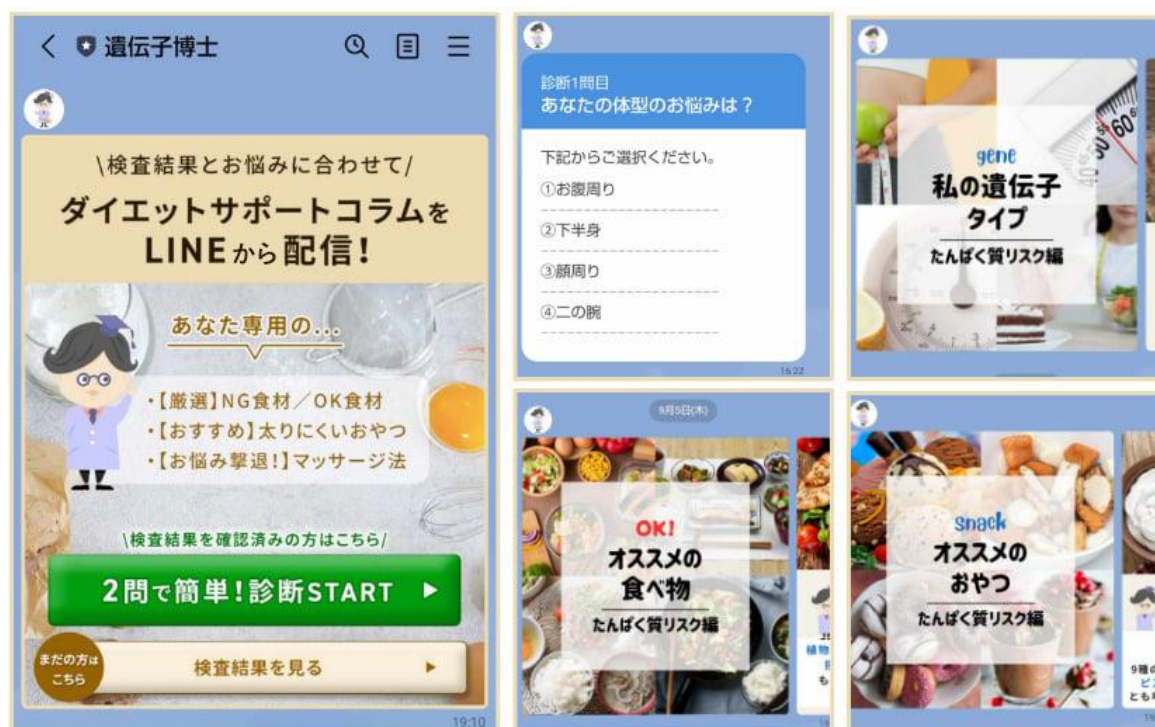 遺伝子博士
\検査結果とお悩みに合わせて/
ダイエットサポートコラムを
LINEから配信!
あなた専用の...
・【厳選】NG食材／OK食材
・【おすすめ】太りにくいおやつ
・【お悩み撃退!】マッサージ法
\検査結果を確認済みの方はこちら/
2問で簡単!診断START
まだの方は
こちら
検査結果を見る
19:10
診断1問目
あなたの体型のお悩みは？
下記からご選択ください。
①お腹周り
②下半身
③顔周り
④二の腕
16:22
gene
私の遺伝子
タイプ
たんぱく質リスク編
9月5日(木)
OK!
オススメの
食べ物
たんぱく質リスク編
植物
も
snack
オススメの
おやつ
たんぱく質リスク編
9種の
とも